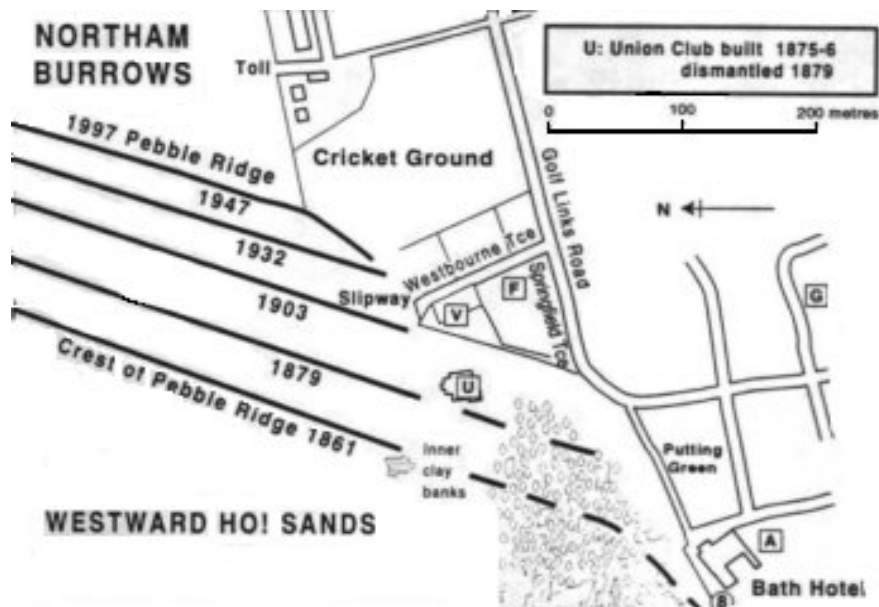 NORTHAM
BURROWS
Toll
U: Union Club built 1875-6
dismantled 1879
0 100 200 metres
1997 Pebble Ridge
1947
1932
1903
1879
Crest of Pebble Ridge 1861
Cricket Ground
Golf Links Road
N
Westbourne Tce
Slipway
V
F
Springfield Tce
G
U
Inner
clay
banks
Putting
Green
WESTWARD HO! SANDS
A
Bath Hotel
B